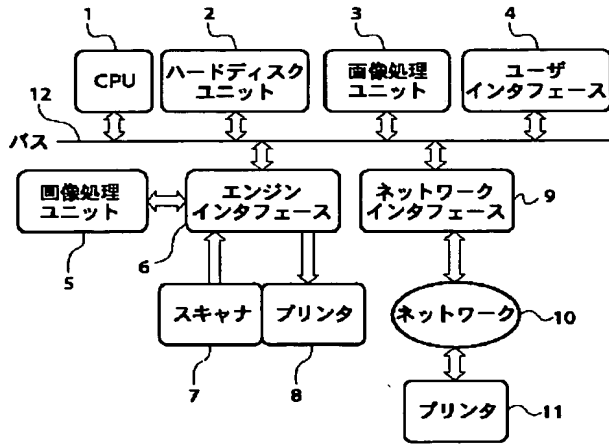 1
2
3
4
CPU
ハードディスク
ユニット
画像処理
ユニット
ユーザ
インタフェース
12
バス
画像処理
ユニット
エンジン
インタフェース
ネットワーク
インタフェース
9
5
6
スキャナ
プリンタ
ネットワーク
10
7
8
プリンタ
11